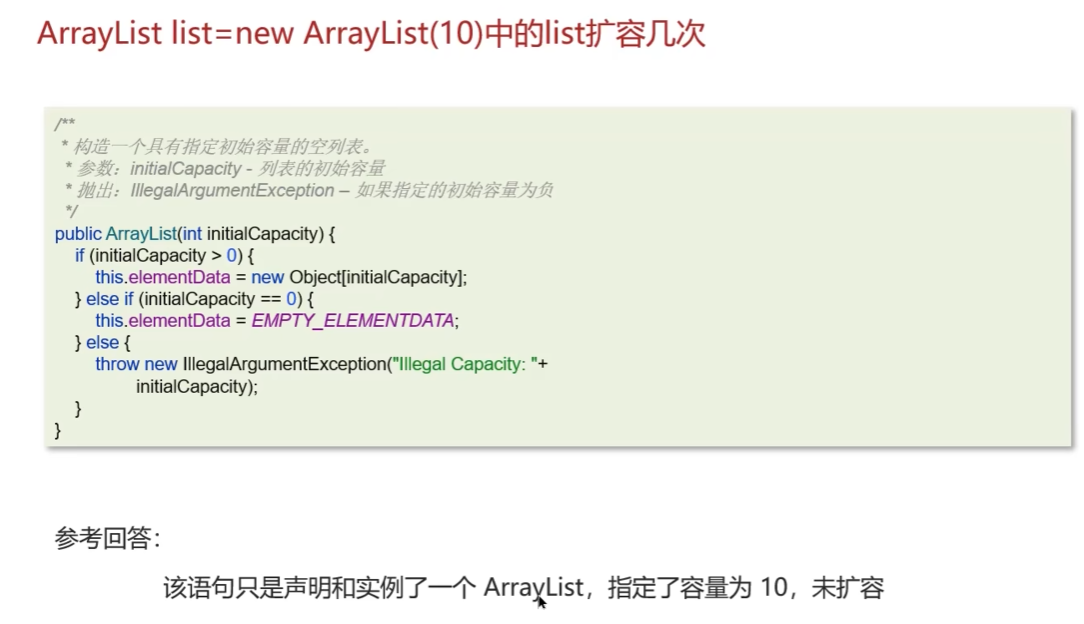 ArrayList list=new ArrayList(10)中的list扩容几次
/**
* 构造一个具有指定初始容量的空列表。
* 参数：initialCapacity - 列表的初始容量
* 抛出：IllegalArgumentException – 如果指定的初始容量为负
*/
public ArrayList(int initialCapacity) {
if (initialCapacity > 0) {
this.elementData = new Object[initialCapacity];
} else if (initialCapacity == 0) {
this.elementData = EMPTY_ELEMENTDATA;
} else {
throw new IllegalArgumentException("Illegal Capacity: "+
initialCapacity);
}
}
参考回答：
该语句只是声明和实例了一个 ArrayList，指定了容量为 10，未扩容